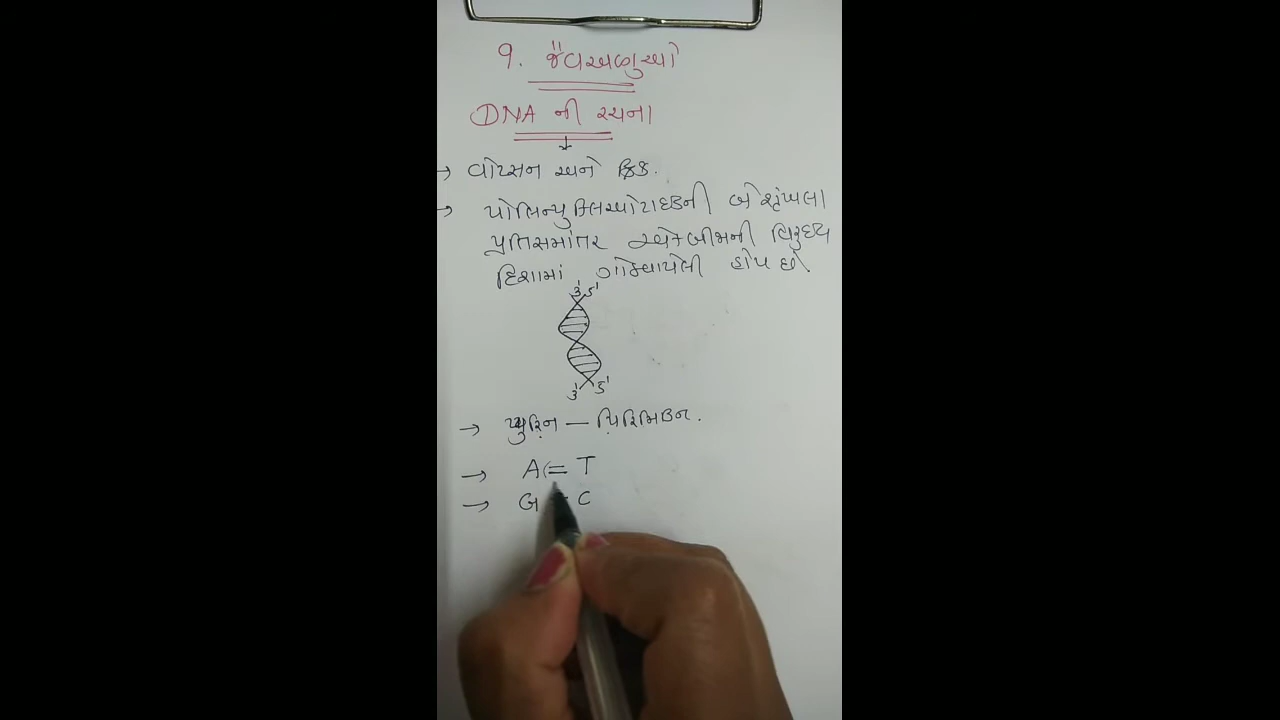 9. જૈવઅણુઓ
DNA ની રચના
→ વોટસન અને ક્રિક.
→ પોલિન્યુક્લિઓટાઇડની બે શૃંખલા
પ્રતિસમાંતર એકબીજાની વિરુધ્ધ
દિશામાં ગોઠવાયેલી હોય છે.
3' 5'
3' 5'
→ પ્યુરિન — પિરિમિડિન.
→ A = T
→ G C